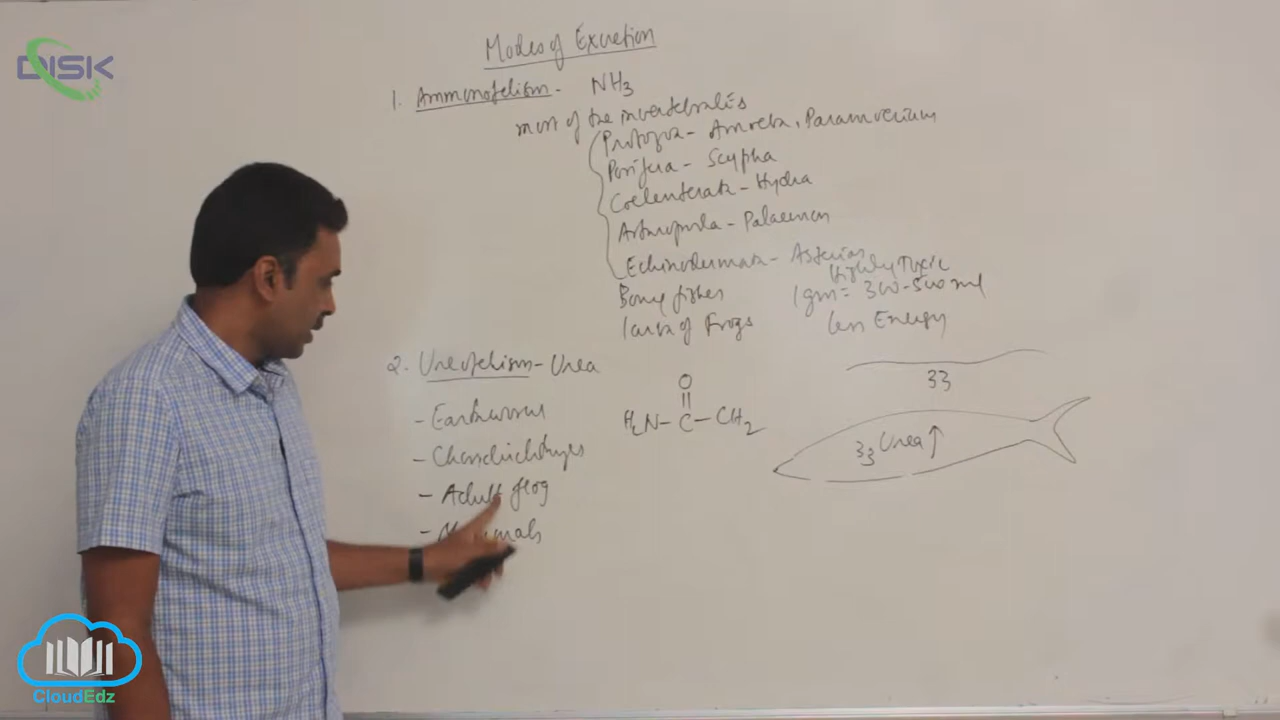 DISK
Modes of Excretion
1. Ammonotelism - NH3
most of the invertebrates
Protozoa - Amoeba, Paramoecium
Porifera - Scypha
Coelenterata - Hydra
Arthropoda - Palaemon
Echinodermata - Asterias
Highly Toxic
Bony fishes 1gm = 300-500 ml
larva of Frogs less Energy
2. Ureotelism - Urea
33
O
- Earthworm
H2N - C - CH2
33 Urea ↑
- Chondrichthyes
- Adult frog
- Mammals
CloudEdz